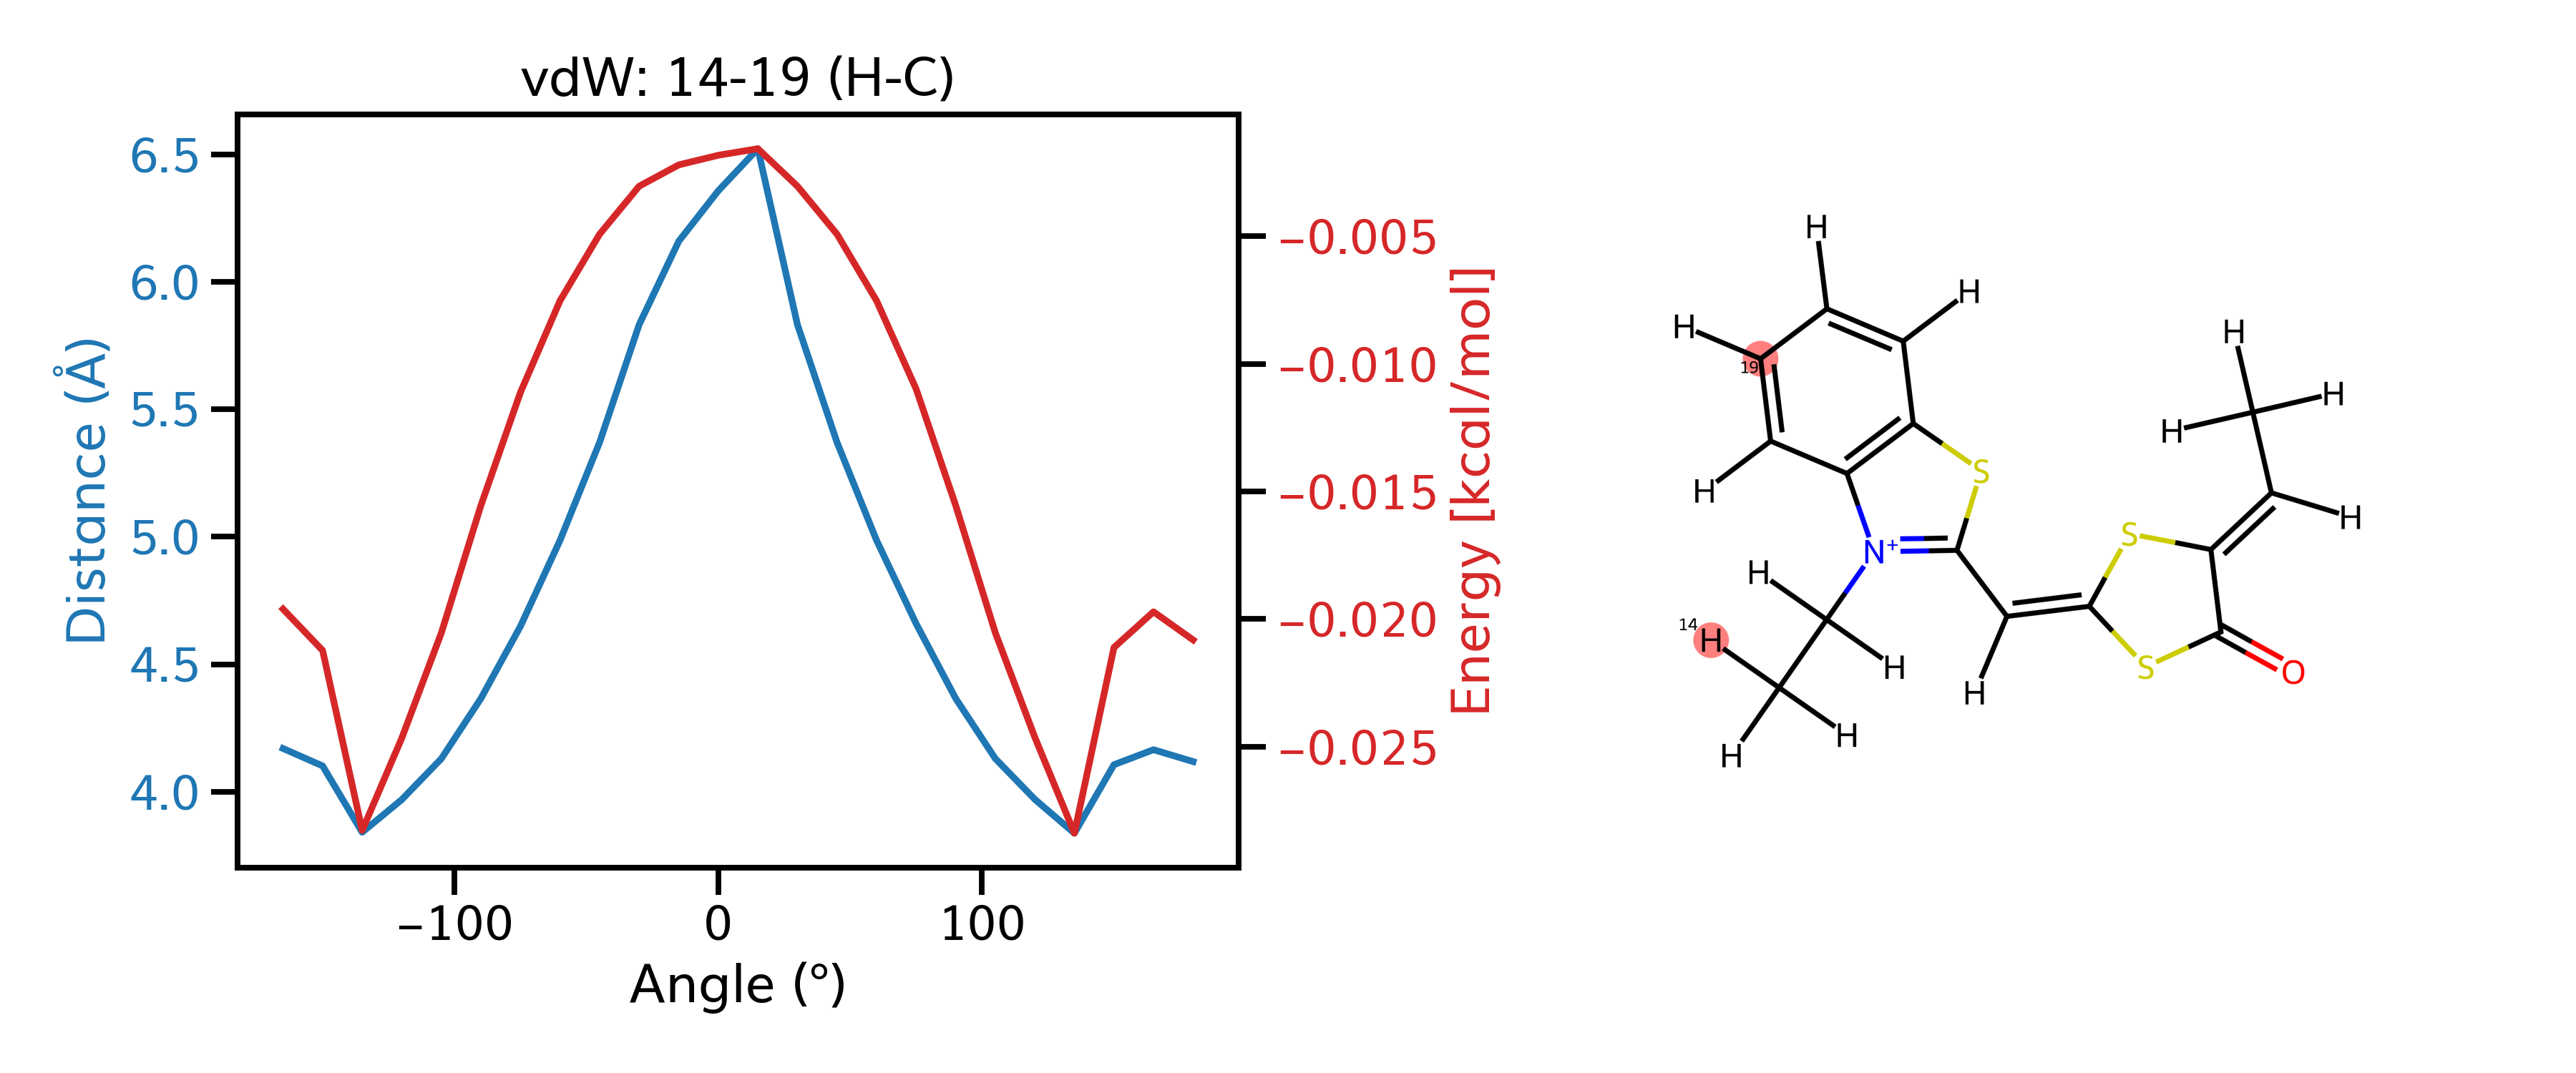 vdW: 14-19 (H-C)
6.5
6.0
5.5
5.0
4.5
4.0
Distance (Å)
−0.005
−0.010
−0.015
−0.020
−0.025
Energy [kcal/mol]
−100 0 100
Angle (°)
H
H
H
H
19
H
H
H
H
S
S
H
N⁺
H
14
H
H
S
O
H
H
H